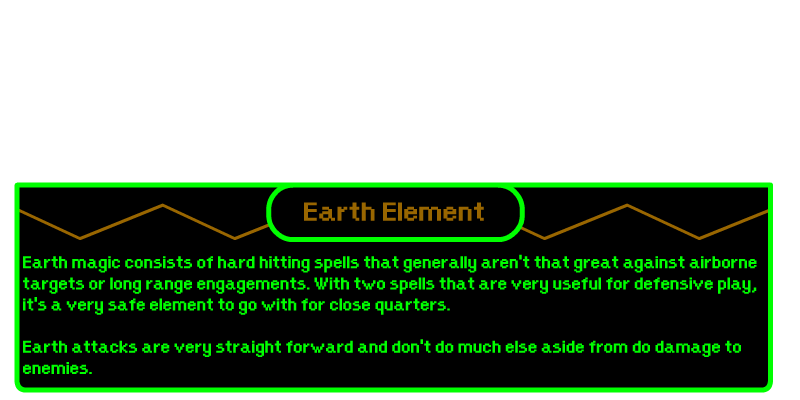 Earth Element
Earth magic consists of hard hitting spells that generally aren't that great against airborne
targets or long range engagements. With two spells that are very useful for defensive play,
it's a very safe element to go with for close quarters.
Earth attacks are very straight forward and don't do much else aside from do damage to
enemies.